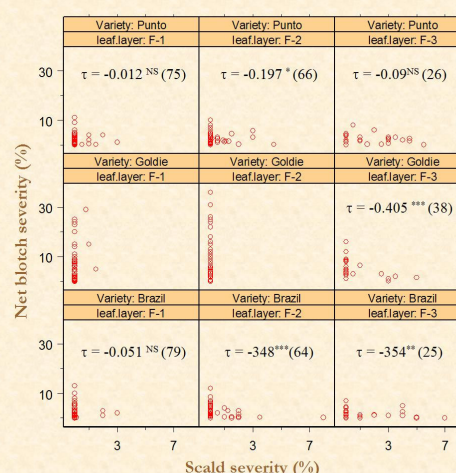 Variety: Punto Variety: Punto Variety: Punto
leaf.layer: F-1 leaf.layer: F-2 leaf.layer: F-3
30
τ = -0.012 NS (75) τ = -0.197 * (66) τ = -0.09NS (26)
10
Variety: Goldie Variety: Goldie Variety: Goldie
leaf.layer: F-1 leaf.layer: F-2 leaf.layer: F-3
30
τ = -0.405 *** (38)
10
Variety: Brazil Variety: Brazil Variety: Brazil
leaf.layer: F-1 leaf.layer: F-2 leaf.layer: F-3
30
τ = -0.051 NS (79) τ = -348***(64) τ = -354** (25)
10
3 7 3 7 3 7
Net blotch severity (%)
Scald severity (%)